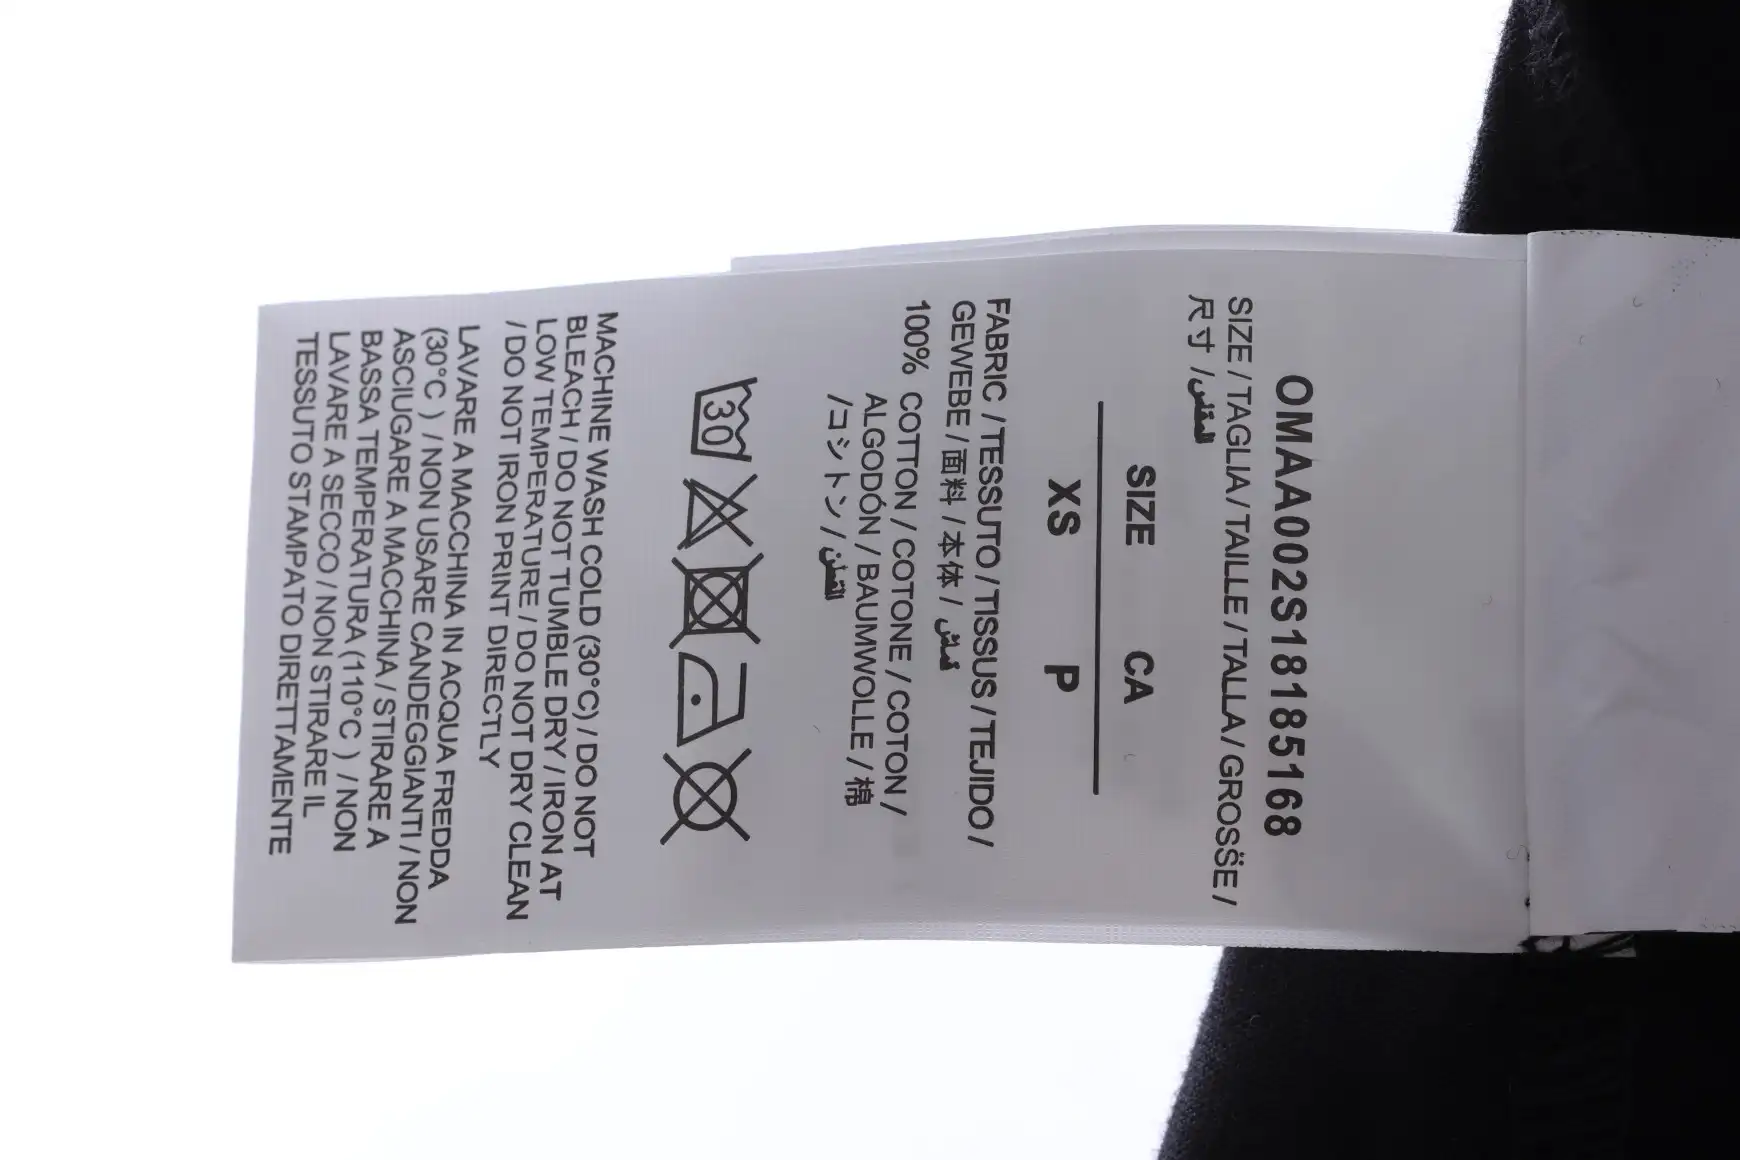 OMAA002S18185168
SIZE / TAGLIA / TAILLE / TALLA / GROSSE /
尺寸 / المقاس
SIZE CA
XS P
FABRIC / TESSUTO / TISSUS / TEJIDO /
GEWEBE / 面料 / 本体 / قماش
100% COTTON / COTONE / COTON /
ALGODÓN / BAUMWOLLE / 棉
/ コットン / القطن
30
MACHINE WASH COLD (30°C) / DO NOT
BLEACH / DO NOT TUMBLE DRY / IRON AT
LOW TEMPERATURE / DO NOT DRY CLEAN
/ DO NOT IRON PRINT DIRECTLY
LAVARE A MACCHINA IN ACQUA FREDDA
(30°C ) / NON USARE CANDEGGIANTI / NON
ASCIUGARE A MACCHINA / STIRARE A
BASSA TEMPERATURA (110°C ) / NON
LAVARE A SECCO / NON STIRARE IL
TESSUTO STAMPATO DIRETTAMENTE